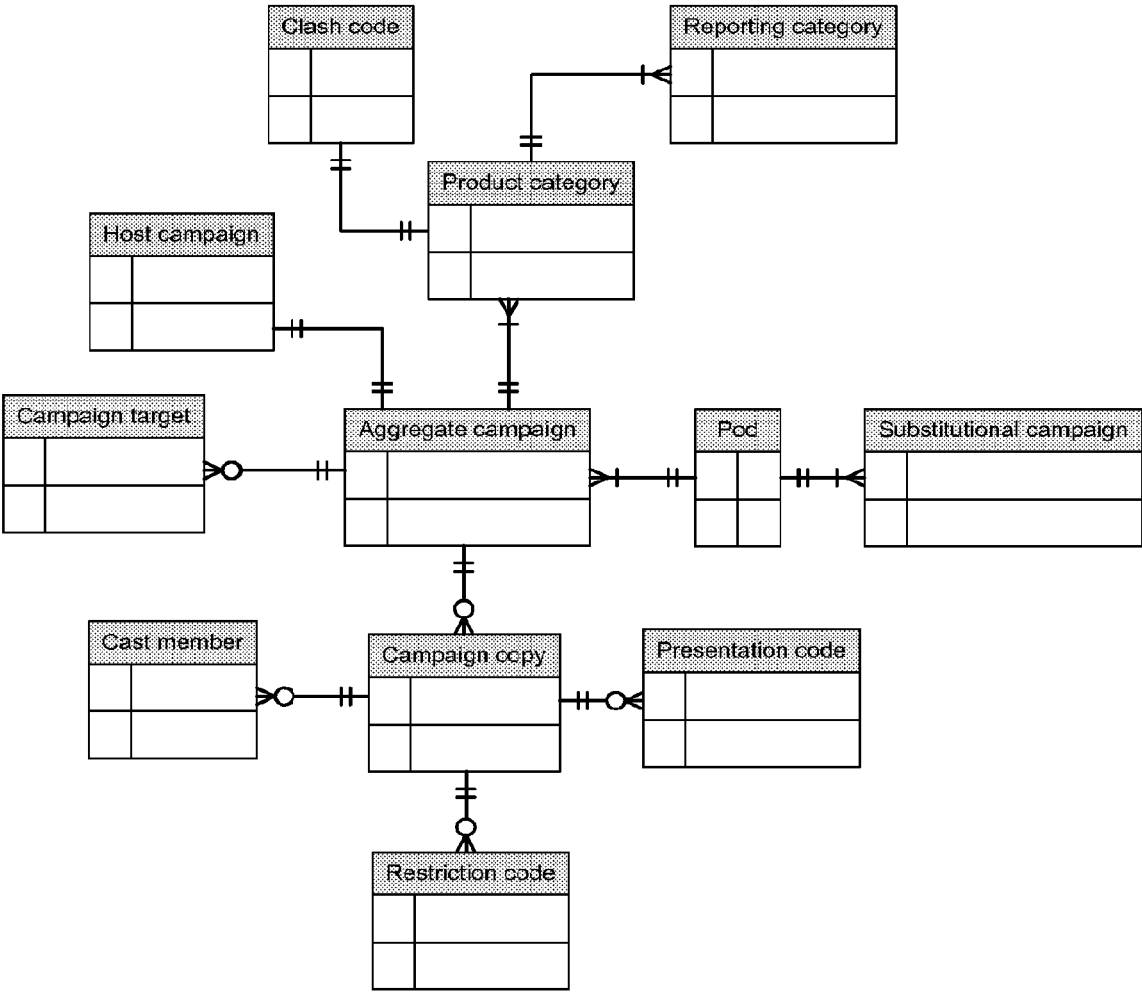 Clash code
Reporting category
Product category
Host campaign
Campaign target
Aggregate campaign
Pod
Substitutional campaign
Cast member
Campaign copy
Presentation code
Restriction code